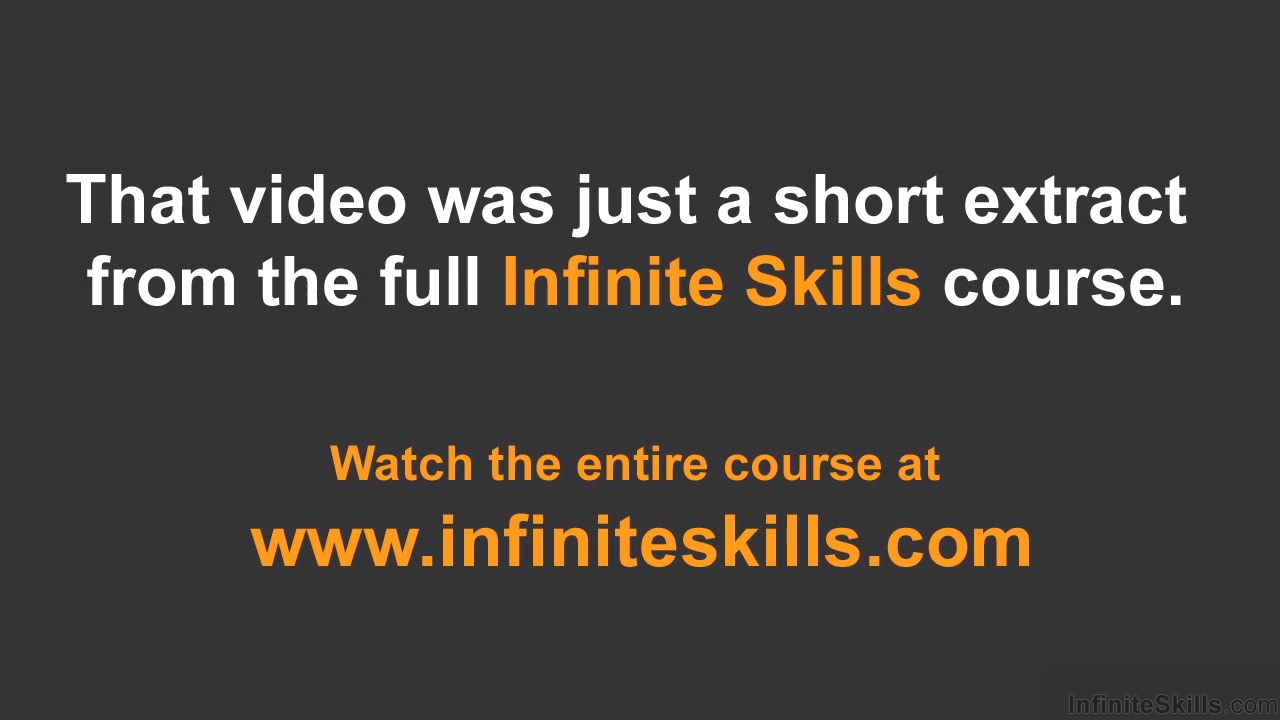 That video was just a short extract
from the full Infinite Skills course.
Watch the entire course at
www.infiniteskills.com
InfiniteSkills.com